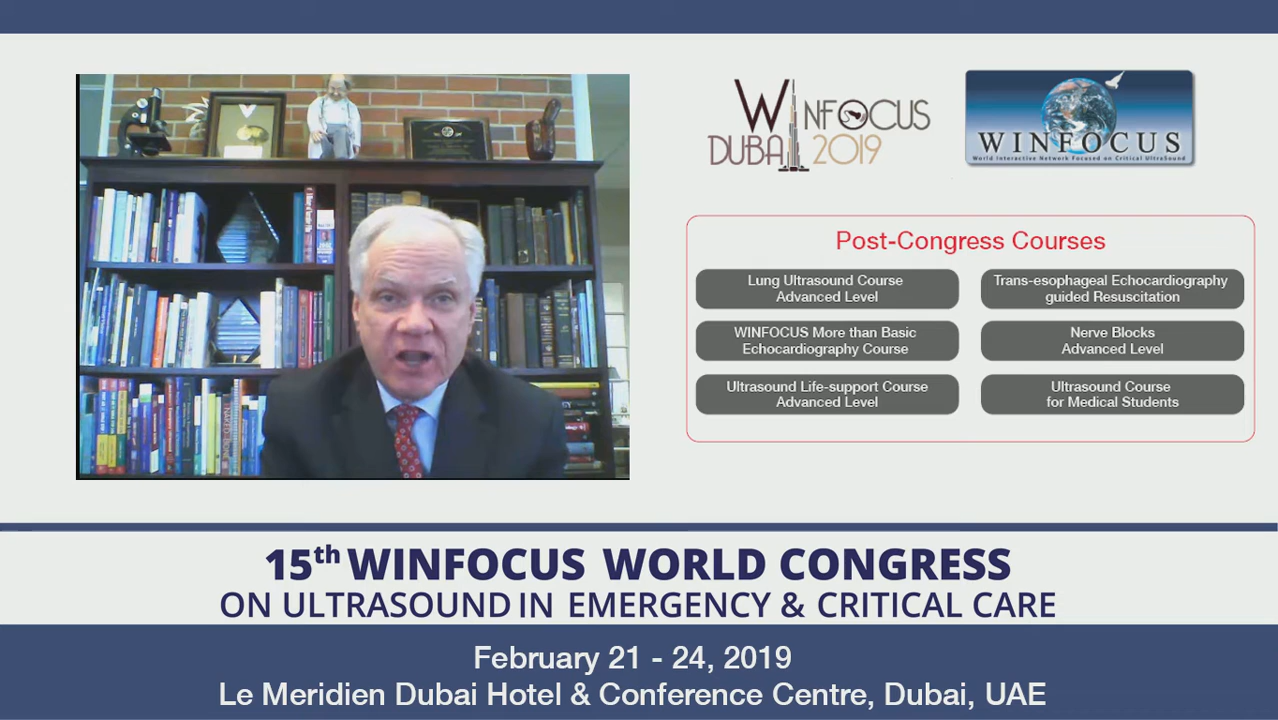 WINFOCUS
DUBAI 2019
WINFOCUS
World Interactive Network Focused on Critical UltraSound
Post-Congress Courses
Lung Ultrasound Course
Advanced Level
Trans-esophageal Echocardiography
guided Resuscitation
WINFOCUS More than Basic
Echocardiography Course
Nerve Blocks
Advanced Level
Ultrasound Life-support Course
Advanced Level
Ultrasound Course
for Medical Students
15th WINFOCUS WORLD CONGRESS
ON ULTRASOUND IN EMERGENCY & CRITICAL CARE
February 21 - 24, 2019
Le Meridien Dubai Hotel & Conference Centre, Dubai, UAE